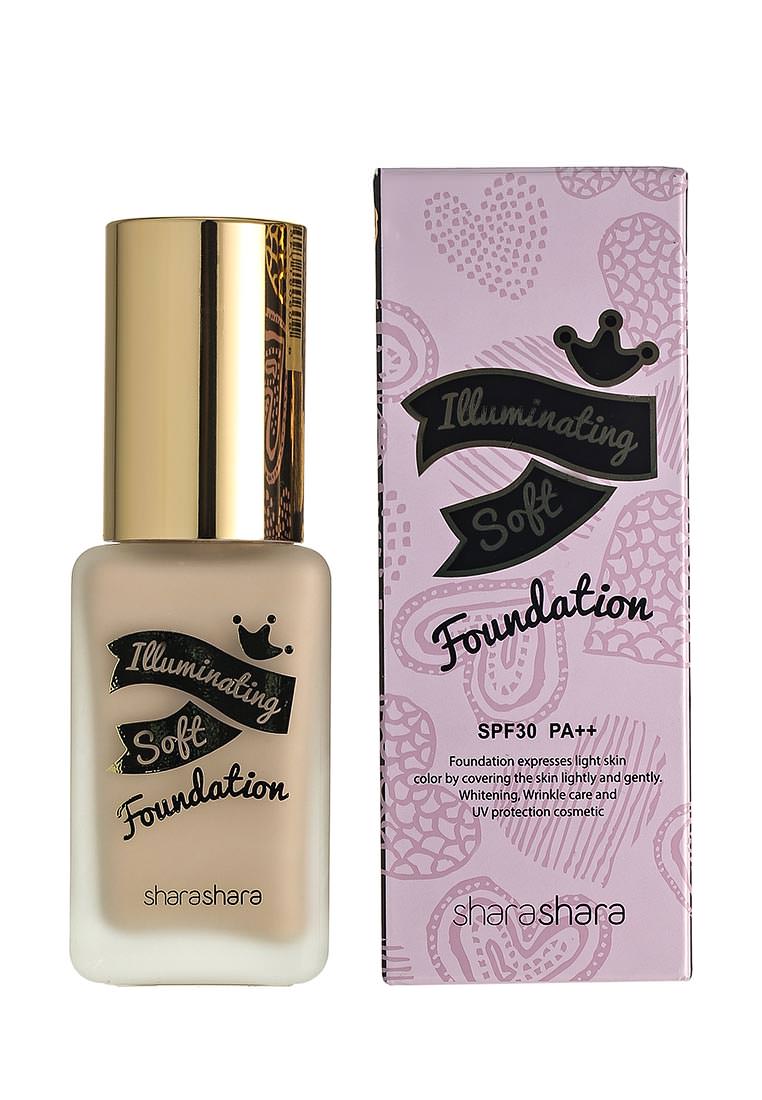 Illuminating
Soft
Foundation
sharashara
Illuminating
Soft
Foundation
SPF30 PA++
Foundation expresses light skin
color by covering the skin lightly and gently.
Whitening, Wrinkle care and
UV protection cosmetic
sharashara